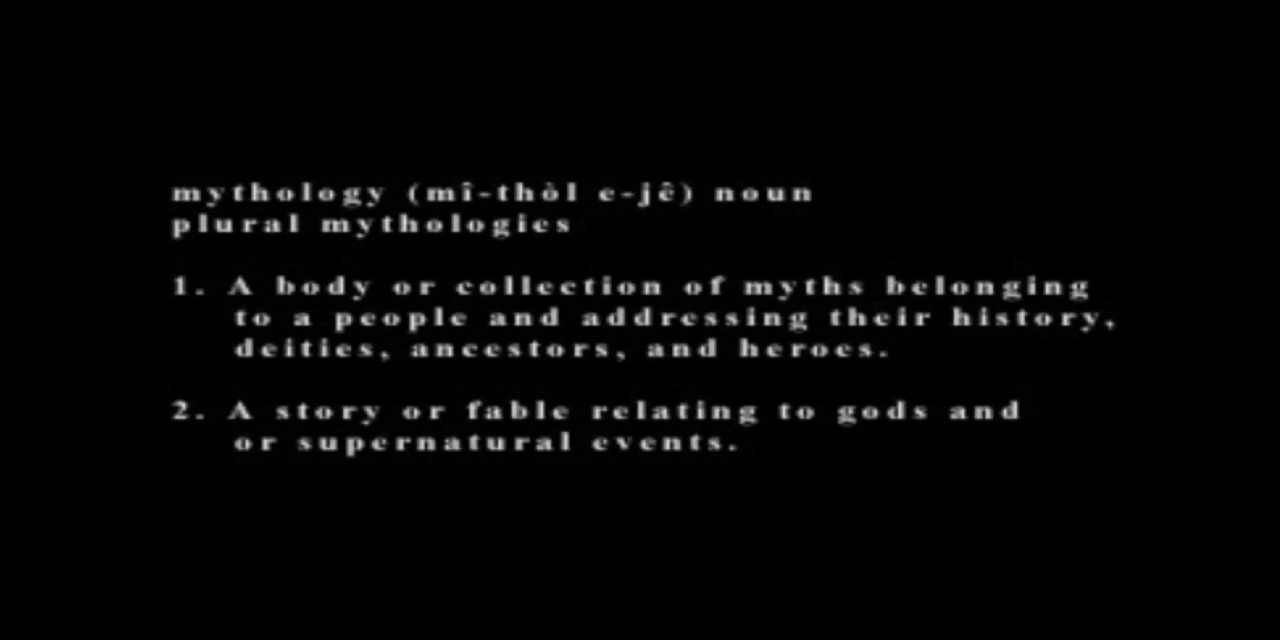 mythology (mî-thòl e-jê) noun
plural mythologies
1. A body or collection of myths belonging
to a people and addressing their history,
deities, ancestors, and heroes.
2. A story or fable relating to gods and
or supernatural events.